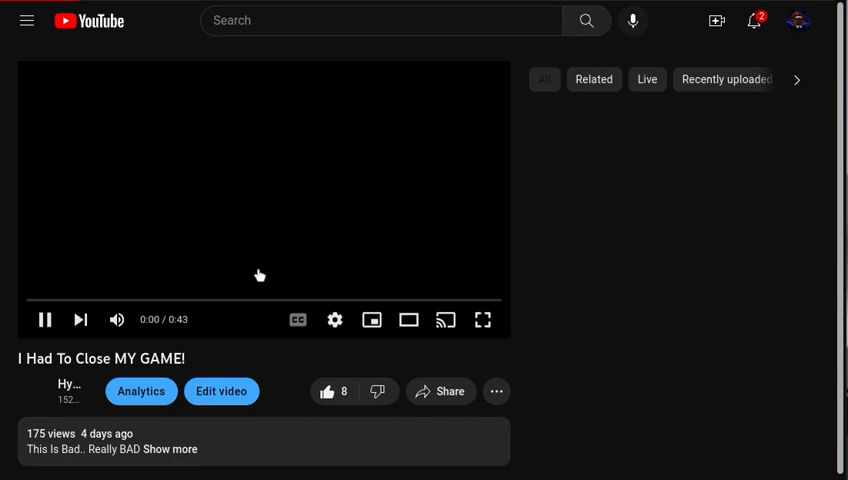 YouTube
Search
2
All
Related
Live
Recently uploaded
0:00 / 0:43
CC
I Had To Close MY GAME!
Hy...
152...
Analytics
Edit video
8
Share
175 views 4 days ago
This Is Bad.. Really BAD Show more